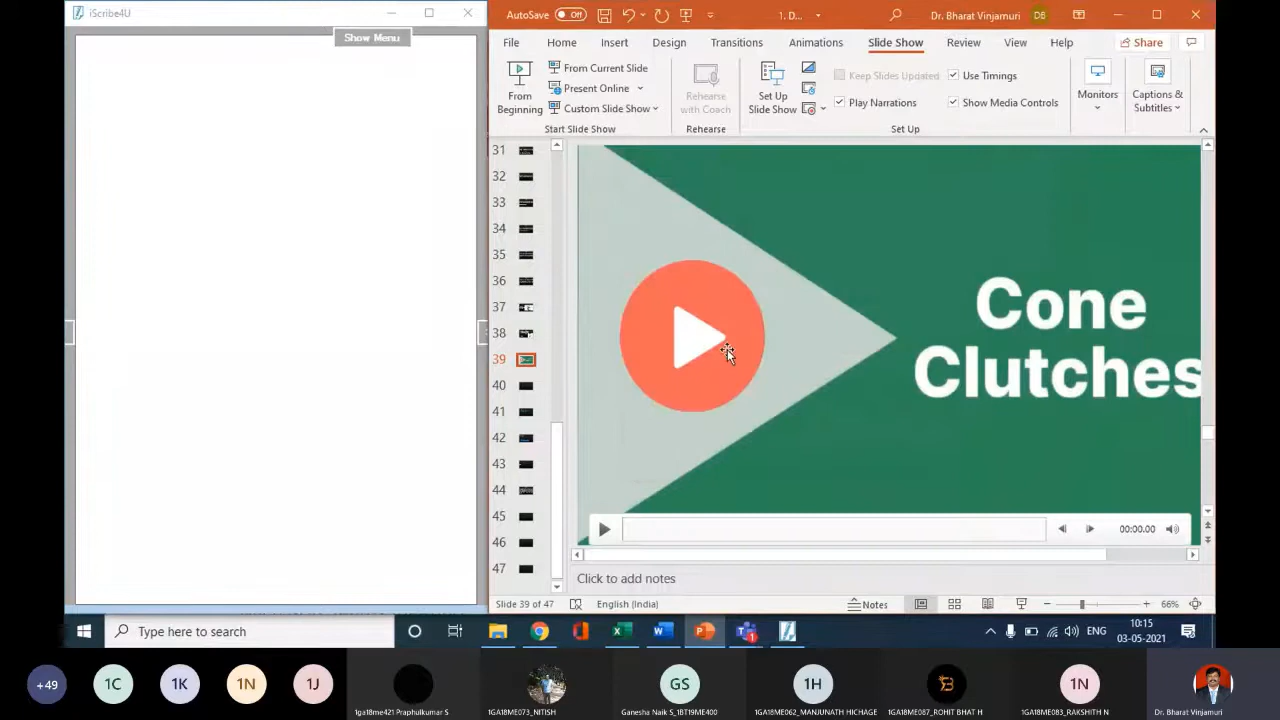 iScribe4U
Show Menu
AutoSave
Off
1. D...
Dr. Bharat Vinjamuri
DB
File
Home
Insert
Design
Transitions
Animations
Slide Show
Review
View
Help
Share
From
Beginning
From Current Slide
Present Online
Custom Slide Show
Start Slide Show
Rehearse
with Coach
Rehearse
Set Up
Slide Show
Keep Slides Updated
Play Narrations
Use Timings
Show Media Controls
Set Up
Monitors
Captions &
Subtitles
31
32
33
34
35
36
37
38
39
40
41
42
43
44
45
46
47
Cone
Clutches
00:00.00
Click to add notes
Slide 39 of 47
English (India)
Notes
66%
Type here to search
1
ENG
10:15
03-05-2021
+49
1C
1K
1N
1J
1ga18me421 Praphulkumar S
1GA18ME073_NITISH
GS
Ganesha Naik S_1BT19ME400
1H
1GA18ME062_MANJUNATH HICHAGE
1GA18ME087_ROHIT BHAT H
1N
1GA18ME083_RAKSHITH N
Dr. Bharat Vinjamuri